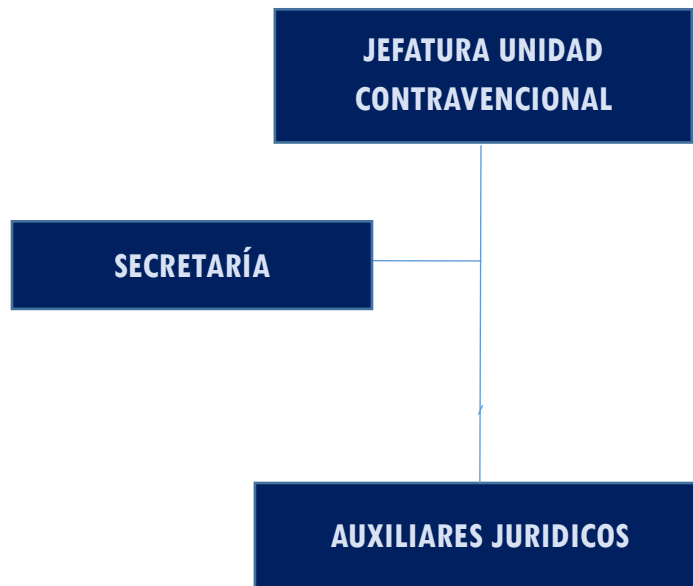 JEFATURA UNIDAD
CONTRAVENCIONAL
SECRETARÍA
AUXILIARES JURIDICOS